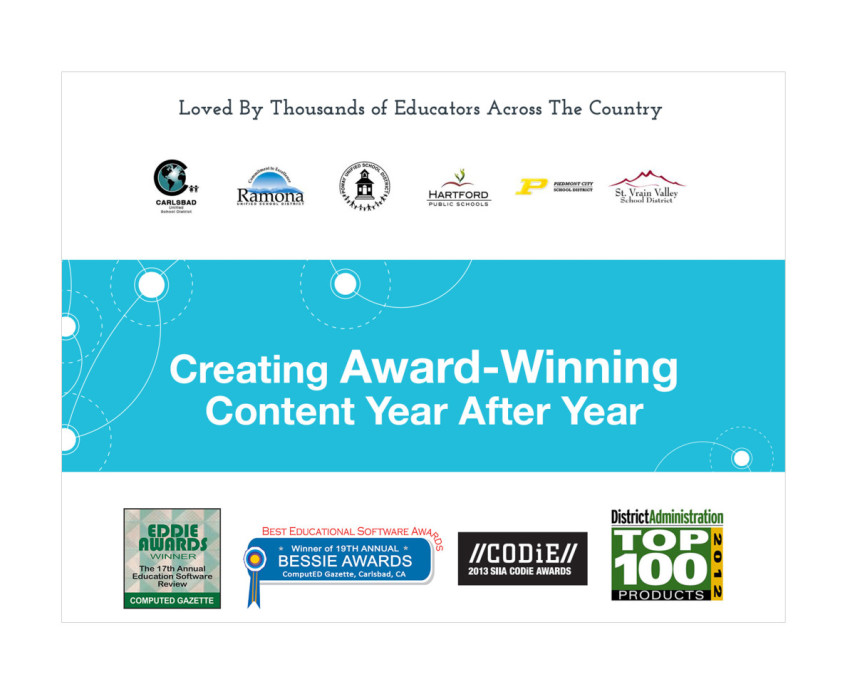 Loved By Thousands of Educators Across The Country
CARLSBAD
Unified
School District
Commitment to Excellence
Ramona
UNIFIED SCHOOL DISTRICT
POWAY UNIFIED SCHOOL DISTRICT
HARTFORD
PUBLIC SCHOOLS
P
PIEDMONT CITY
SCHOOL DISTRICT
St. Vrain Valley
School District
Creating Award-Winning
Content Year After Year
EDDIE
AWARDS
WINNER
The 17th Annual
Education Software
Review
COMPUTED GAZETTE
BEST EDUCATIONAL SOFTWARE AWARDS
* Winner of 19TH ANNUAL *
BESSIE AWARDS
ComputED Gazette, Carlsbad, CA
//CODiE//
2013 SIIA CODiE AWARDS
DistrictAdministration
TOP
100
PRODUCTS
2012